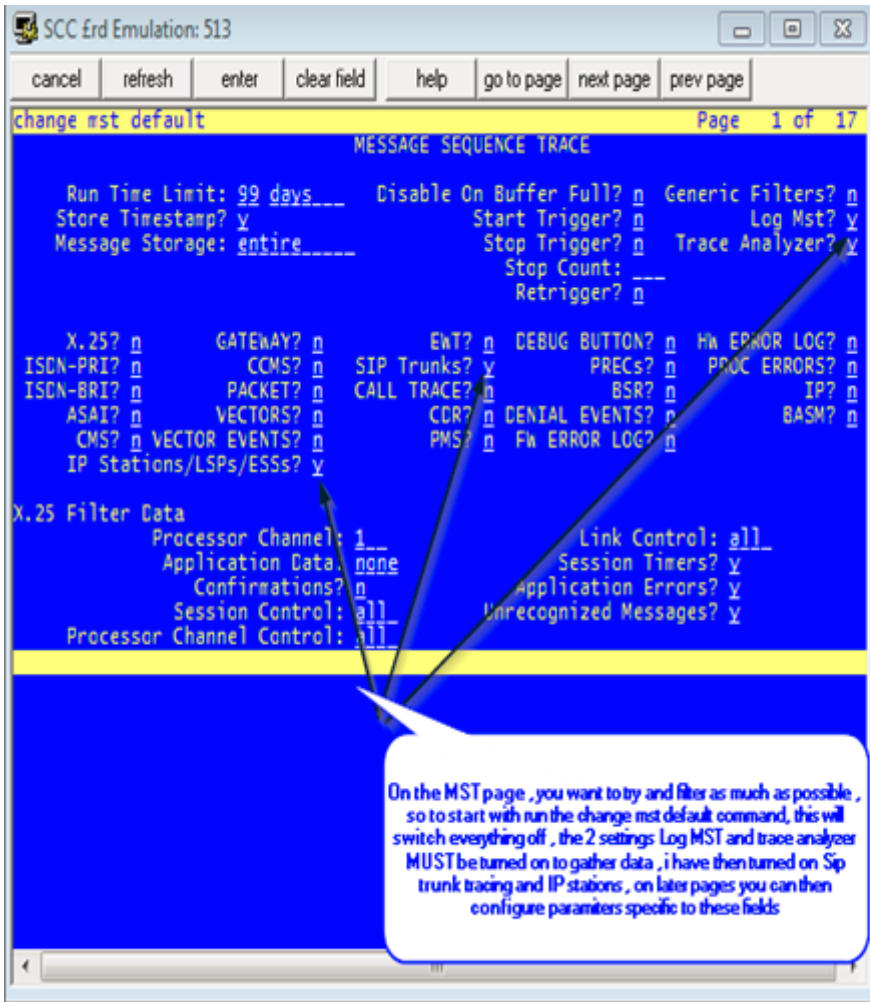 SCC £rd Emulation: 513
cancel refresh enter clear field help go to page next page prev page
change mst default Page 1 of 17
MESSAGE SEQUENCE TRACE
Run Time Limit: 99 days___ Disable On Buffer Full? n Generic Filters? n
Store Timestamp? y Start Trigger? n Log Mst? y
Message Storage: entire_____ Stop Trigger? n Trace Analyzer? y
Stop Count: ___
Retrigger? n
X.25? n GATEWAY? n EWT? n DEBUG BUTTON? n HW ERROR LOG? n
ISDN-PRI? n CCMS? n SIP Trunks? y PRECs? n PROC ERRORS? n
ISDN-BRI? n PACKET? n CALL TRACE? n BSR? n IP? n
ASAI? n VECTORS? n CDR? n DENIAL EVENTS? n BASM? n
CMS? n VECTOR EVENTS? n PMS? n FW ERROR LOG? n
IP Stations/LSPs/ESSs? y
X.25 Filter Data
Processor Channel: 1__ Link Control: all_
Application Data: none Session Timers? y
Confirmations? n Application Errors? y
Session Control: all_ Unrecognized Messages? y
Processor Channel Control: all_
On the MST page , you want to try and filter as much as possible ,
so to start with run the change mst default command, this will
switch everything off , the 2 settings Log MST and trace analyzer
MUST be turned on to gather data , i have then turned on Sip
trunk tracing and IP stations , on later pages you can then
configure paramiters specific to these fields